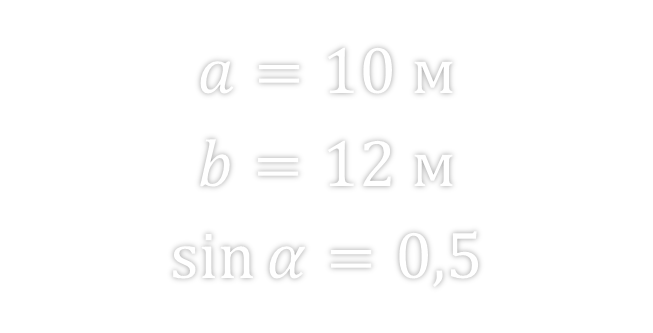 a = 10 м
b = 12 м
sin α = 0,5